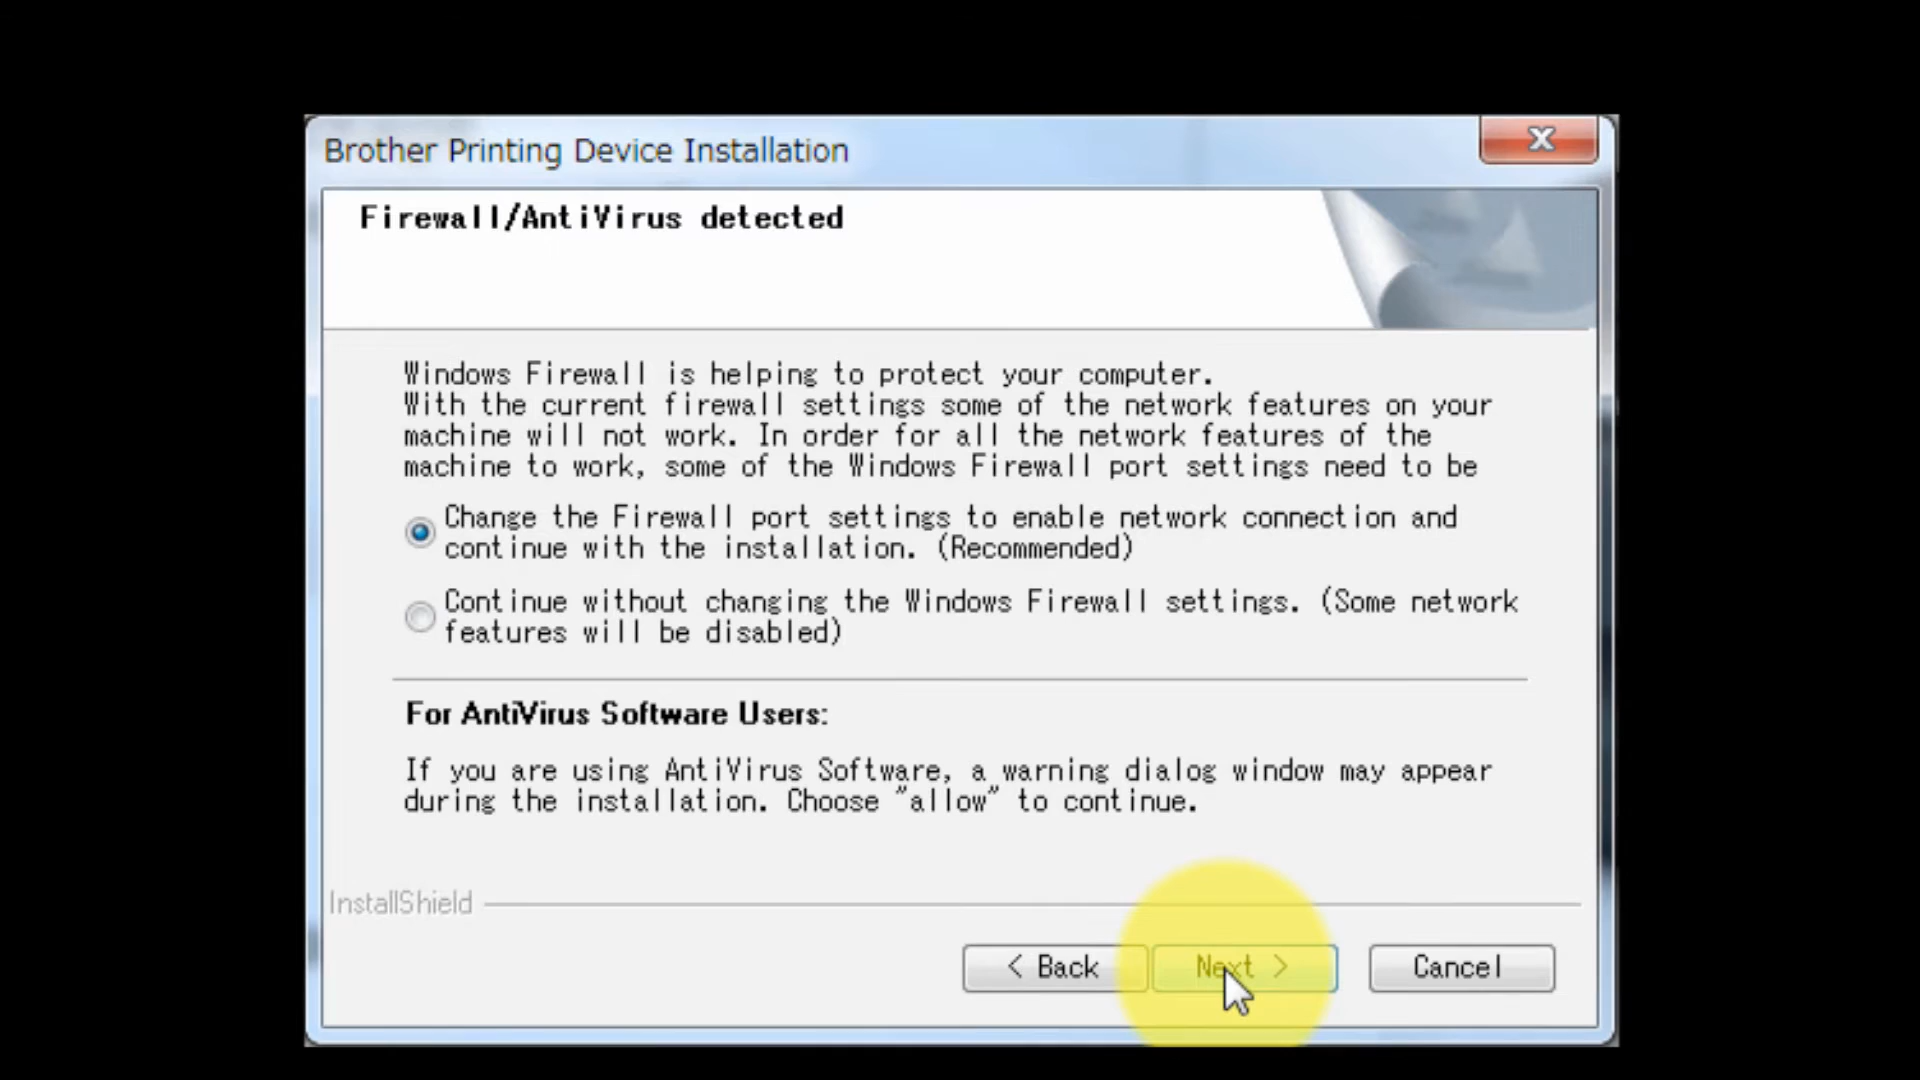 Brother Printing Device Installation
Firewall/AntiVirus detected
Windows Firewall is helping to protect your computer.
With the current firewall settings some of the network features on your
machine will not work. In order for all the network features of the
machine to work, some of the Windows Firewall port settings need to be
Change the Firewall port settings to enable network connection and
continue with the installation. (Recommended)
Continue without changing the Windows Firewall settings. (Some network
features will be disabled)
For AntiVirus Software Users:
If you are using AntiVirus Software, a warning dialog window may appear
during the installation. Choose "allow" to continue.
InstallShield
< Back Next > Cancel